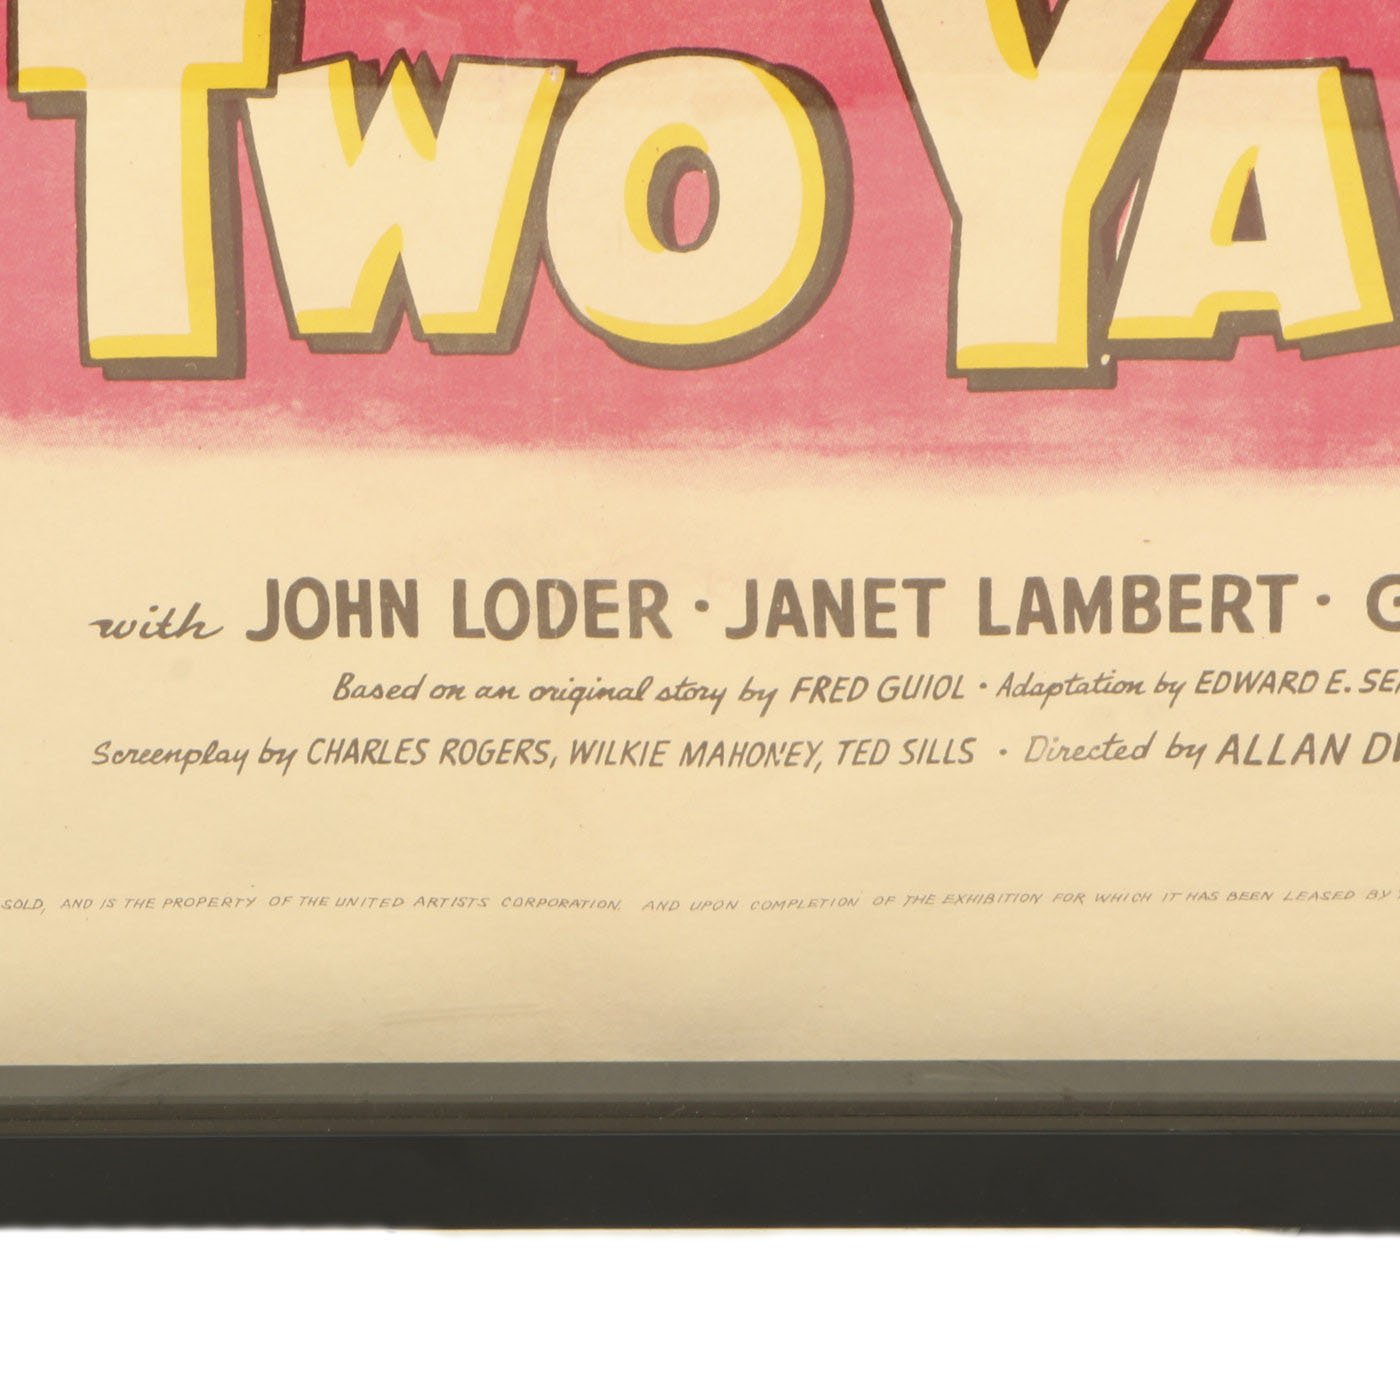 TWO YA
with JOHN LODER · JANET LAMBERT · G
Based on an original story by FRED GUIOL · Adaptation by EDWARD E. SE
Screenplay by CHARLES ROGERS, WILKIE MAHONEY, TED SILLS · Directed by ALLAN D
SOLD, AND IS THE PROPERTY OF THE UNITED ARTISTS CORPORATION. AND UPON COMPLETION OF THE EXHIBITION FOR WHICH IT HAS BEEN LEASED BY